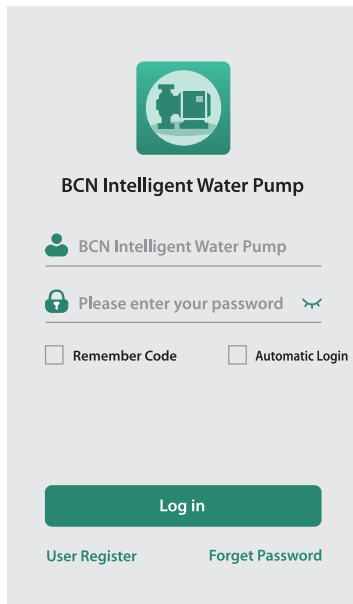 BCN Intelligent Water Pump
BCN Intelligent Water Pump
Please enter your password
Remember Code Automatic Login
Log in
User Register Forget Password